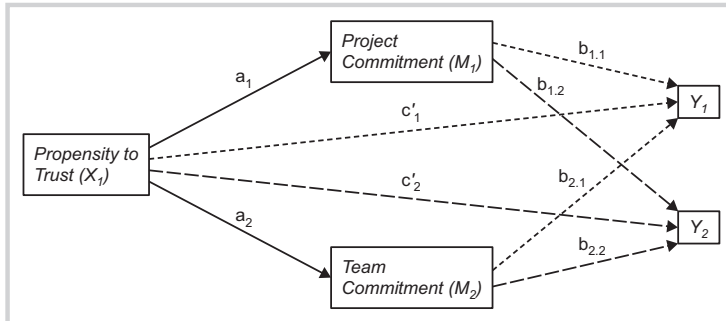 Project
Commitment (M₁)
b₁.₁
a₁
b₁.₂
Y₁
c′₁
Propensity to
Trust (X₁)
b₂.₁
c′₂
Y₂
a₂
b₂.₂
Team
Commitment (M₂)